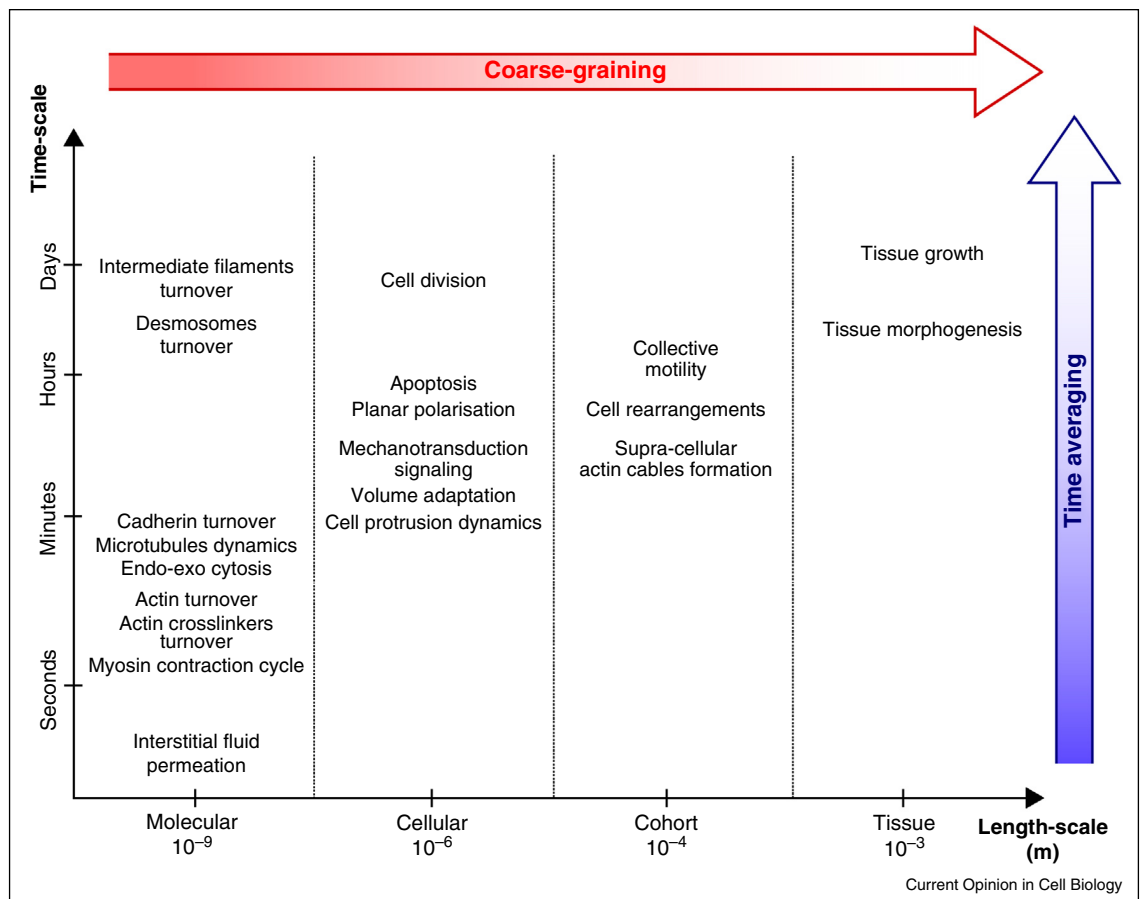 Coarse-graining
Time-scale
Days
Hours
Minutes
Seconds
Intermediate filaments
turnover
Desmosomes
turnover
Cadherin turnover
Microtubules dynamics
Endo-exo cytosis
Actin turnover
Actin crosslinkers
turnover
Myosin contraction cycle
Interstitial fluid
permeation
Cell division
Apoptosis
Planar polarisation
Mechanotransduction
signaling
Volume adaptation
Cell protrusion dynamics
Collective
motility
Cell rearrangements
Supra-cellular
actin cables formation
Tissue growth
Tissue morphogenesis
Time averaging
Molecular
10⁻⁹
Cellular
10⁻⁶
Cohort
10⁻⁴
Tissue
10⁻³
Length-scale
(m)
Current Opinion in Cell Biology